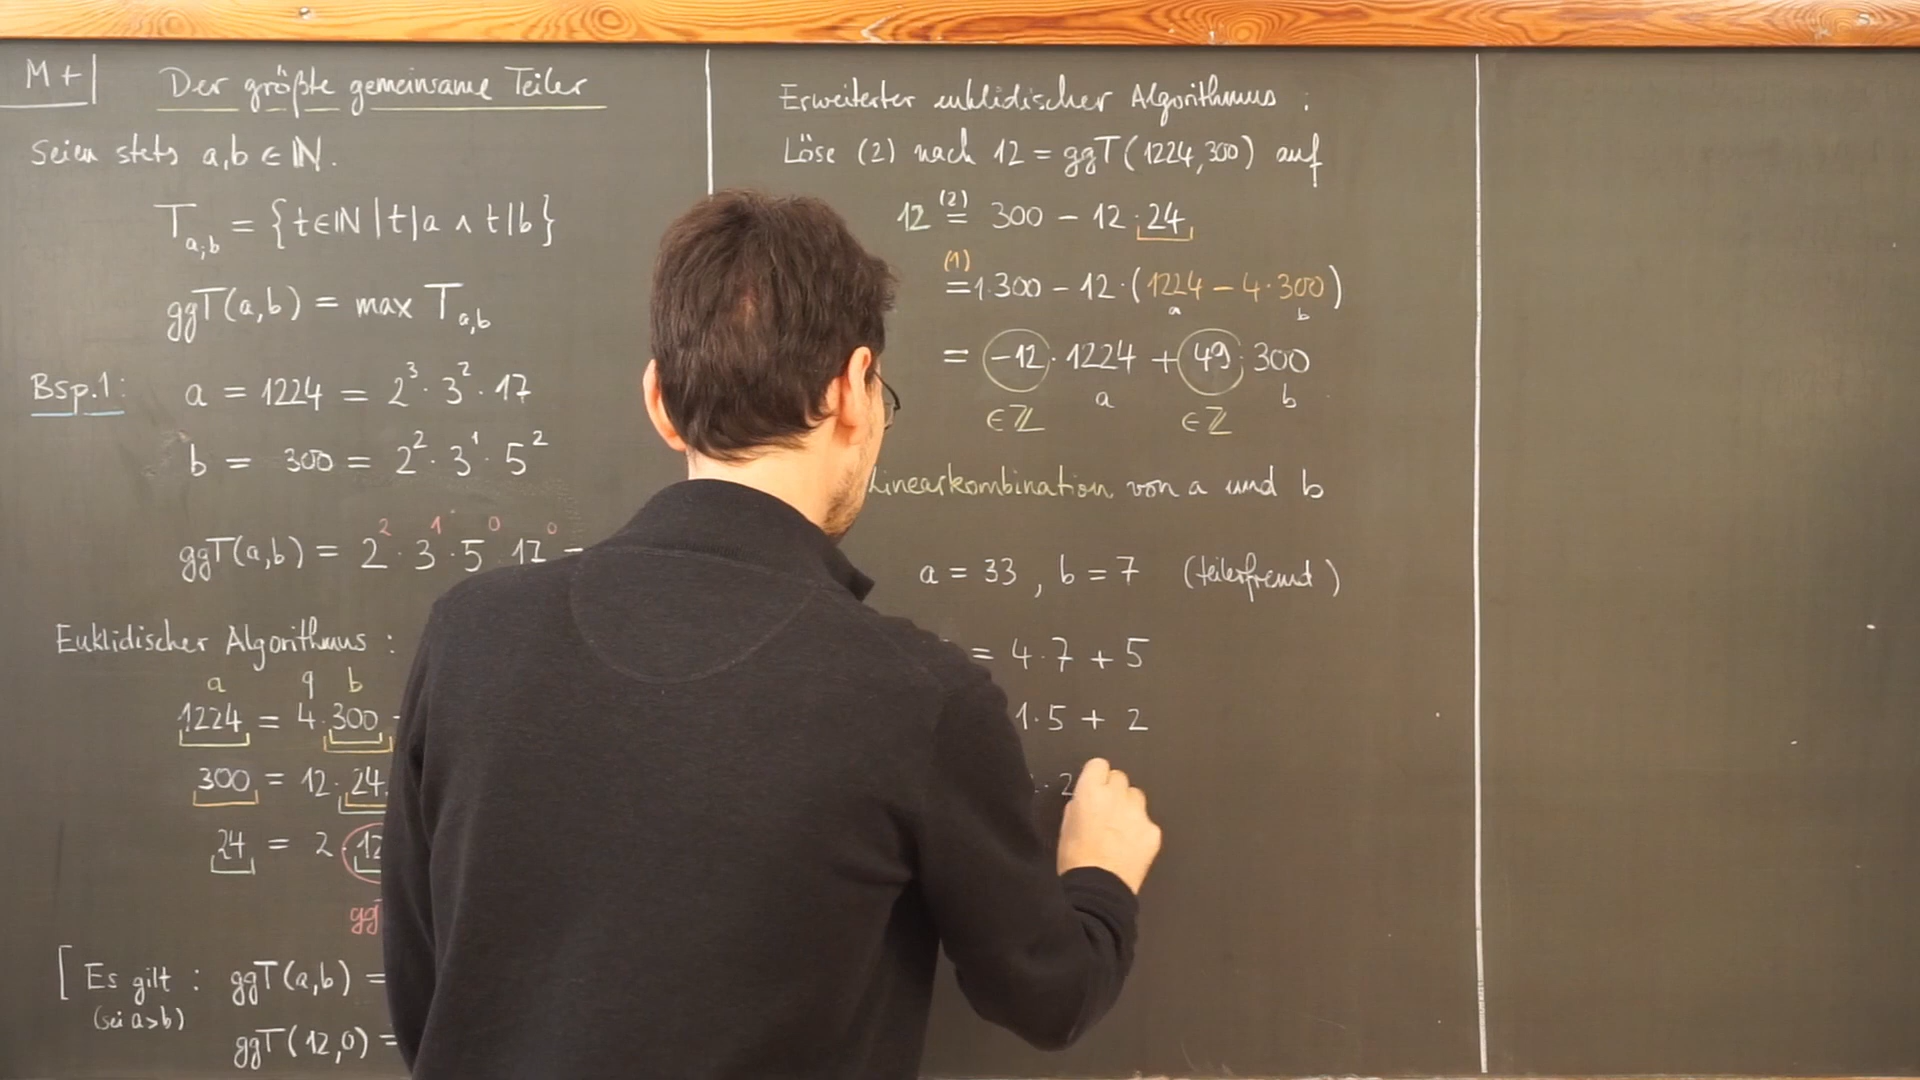 M+
Der größte gemeinsame Teiler
Seien stets a,b ∈ ℕ.
T_{a;b} = {t∈ℕ | t|a ∧ t|b}
ggT(a,b) = max T_{a,b}
Bsp.1: a = 1224 = 2³ · 3² · 17
b = 300 = 2² · 3¹ · 5²
ggT(a,b) = 2² · 3¹ · 5⁰ · 17⁰ =
Euklidischer Algorithmus :
a q b
1224 = 4 · 300
300 = 12 · 24
24 = 2 · 12
gg
[ Es gilt : ggT(a,b) =
(sei a>b)
ggT(12,0) =
Erweiterter euklidischer Algorithmus :
Löse (2) nach 12 = ggT(1224,300) auf
12 =^{(2)} 300 − 12 · 24
=^{(1)} 1·300 − 12 · (1224 − 4 · 300)
a b
= −12 · 1224 + 49 · 300
a b
∈ℤ ∈ℤ
Linearkombination von a und b
a = 33 , b = 7 (teilerfremd)
= 4 · 7 + 5
1 · 5 + 2
· 2